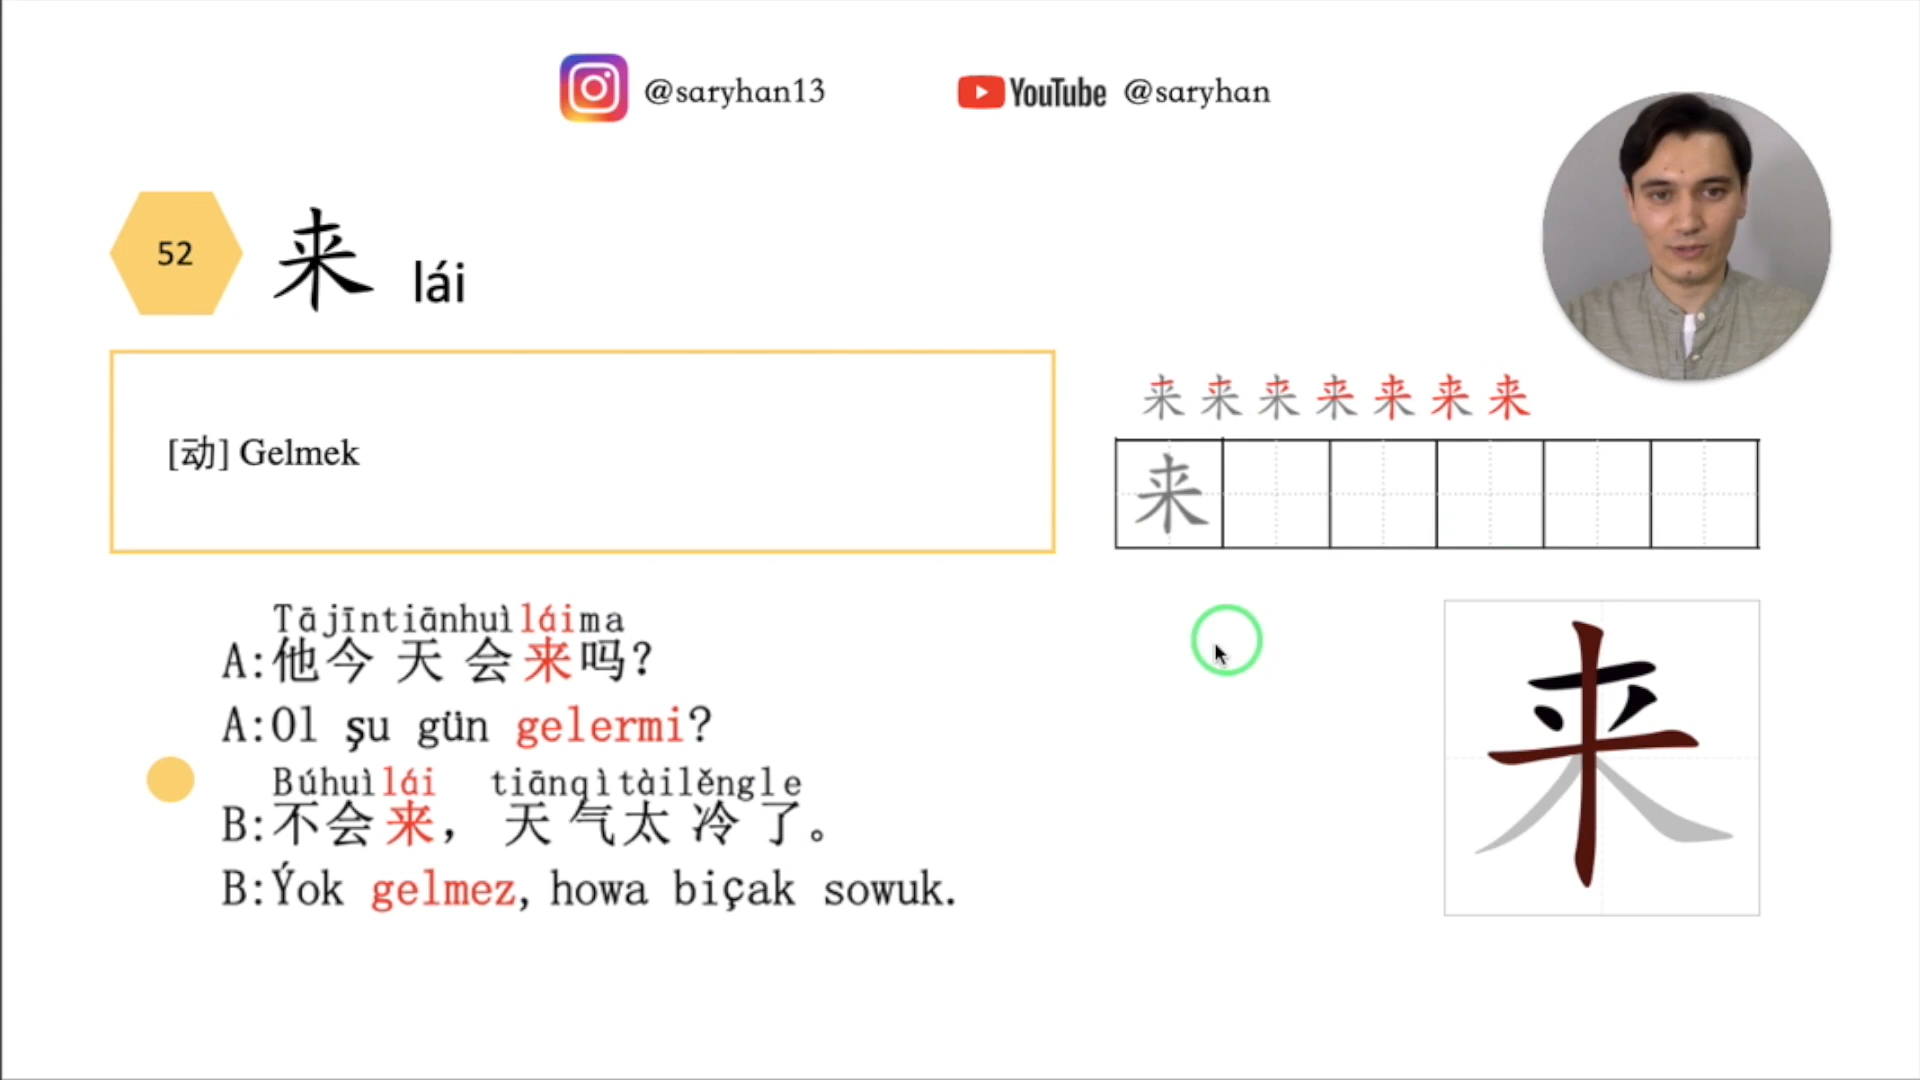 @saryhan13
YouTube @saryhan
52 来 lái
[动] Gelmek
来 来 来 来 来 来 来
来
Tājīntiānhuìláima
A:他今天会来吗?
A:Ol şu gün gelermi?
Búhuìlái tiānqìtàilěngle
B:不会来，天气太冷了。
B:Ýok gelmez, howa biçak sowuk.
来